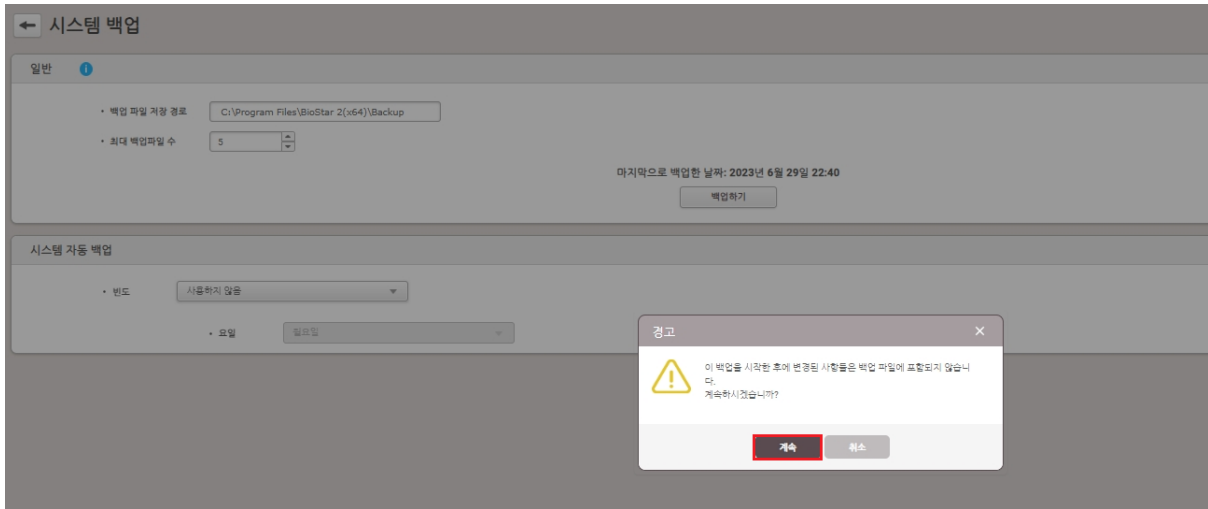 시스템 백업
일반
백업 파일 저장 경로 C:\Program Files\BioStar 2(x64)\Backup
최대 백업파일 수 5
마지막으로 백업한 날짜: 2023년 6월 29일 22:40
백업하기
시스템 자동 백업
빈도 사용하지 않음
요일 일요일
경고
이 백업을 시작한 후에 변경된 사항들은 백업 파일에 포함되지 않습니
다.
계속하시겠습니까?
계속 취소